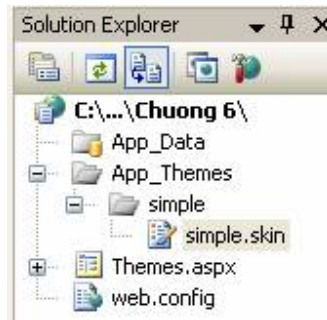 Solution Explorer
C:\...\Chuong 6\
App_Data
App_Themes
simple
simple.skin
Themes.aspx
web.config